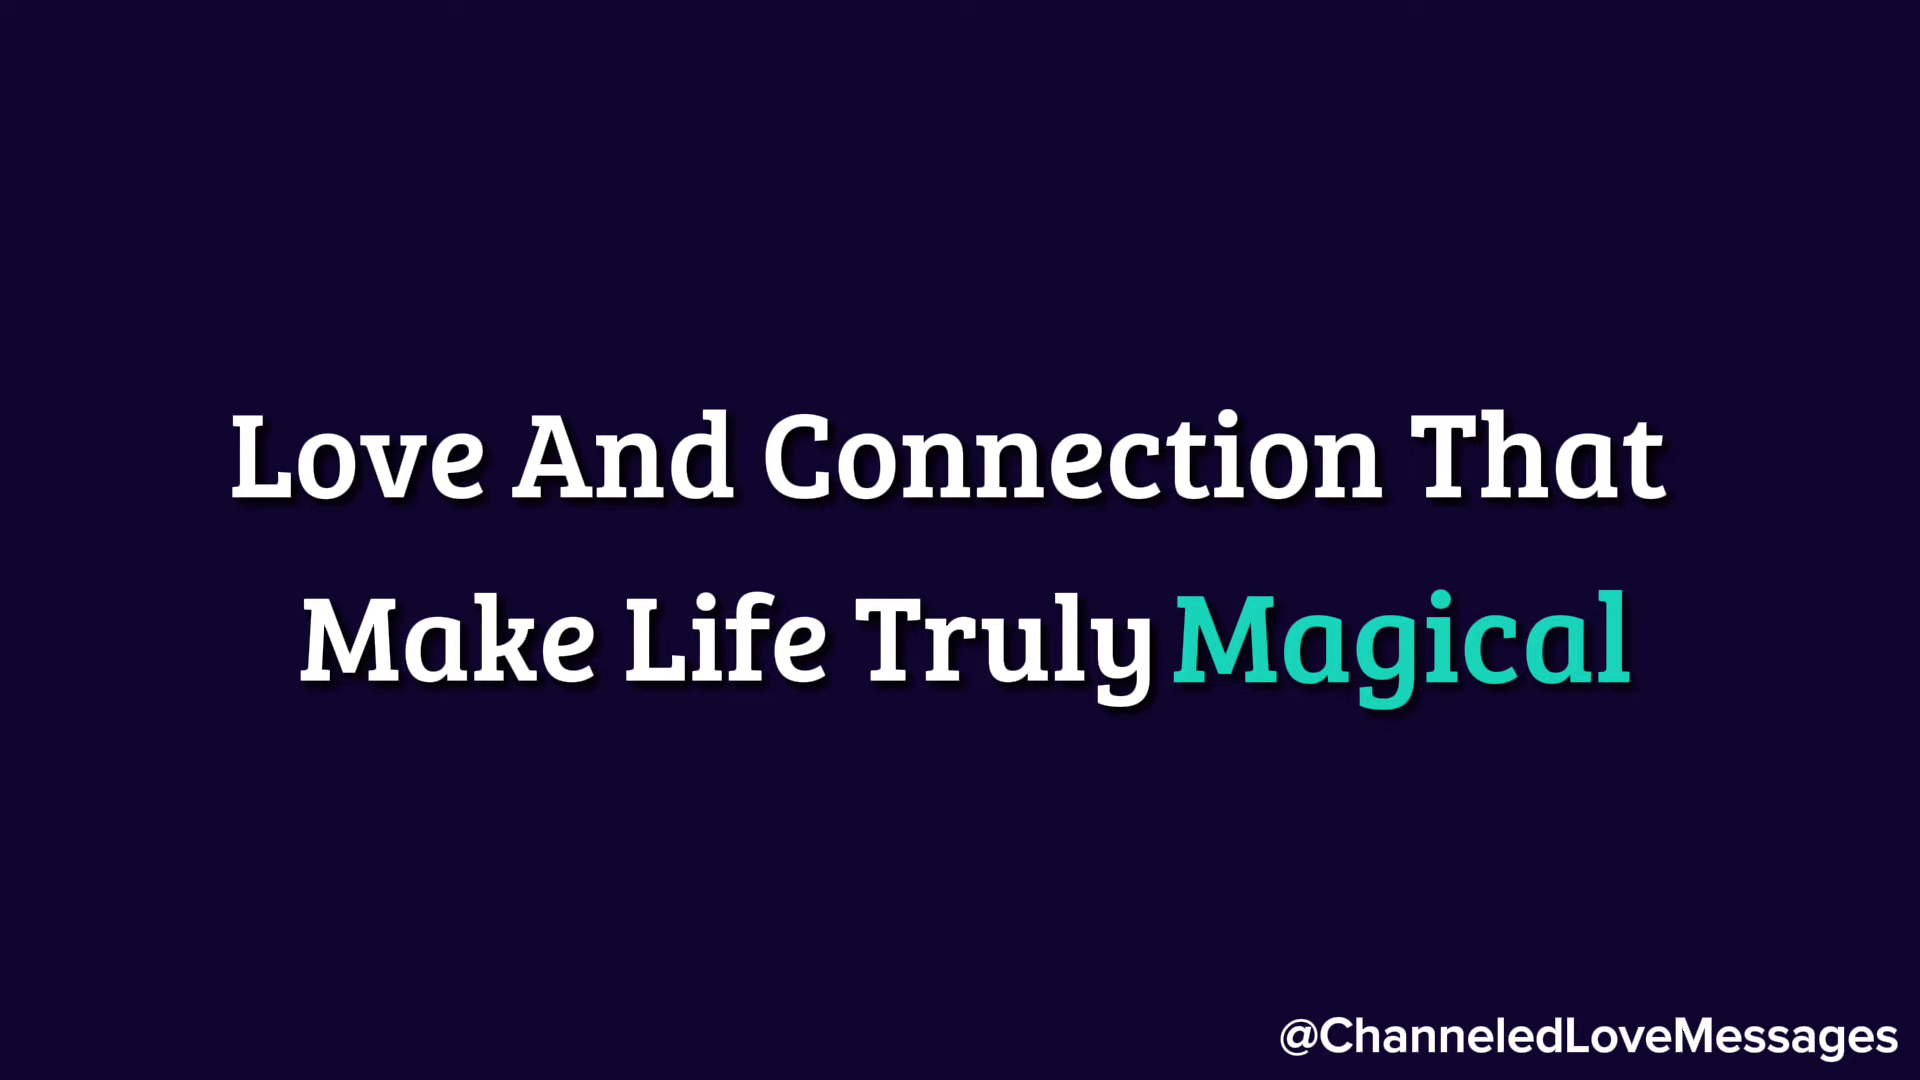 Love And Connection That
Make Life Truly Magical
@ChanneledLoveMessages